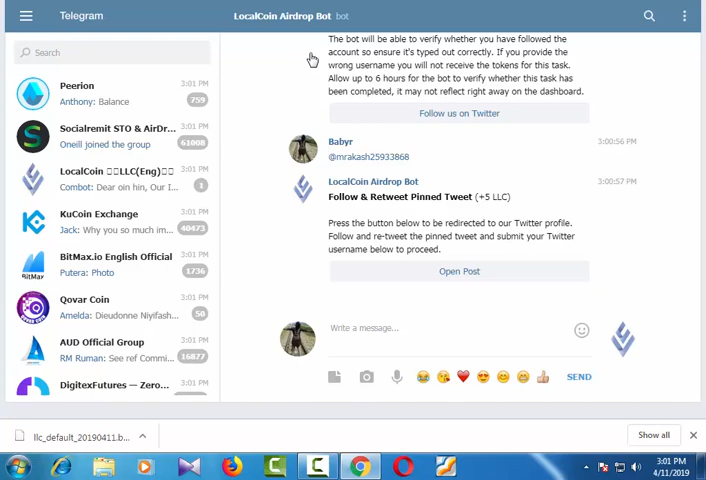 Telegram
LocalCoin Airdrop Bot bot
Search
Peerion 3:01 PM
Anthony: Balance 759
Socialremit STO & AirDr... 3:01 PM
Oneill joined the group 61008
LocalCoin LLC(Eng) 3:01 PM
Combot: Dear oin hin, Our I... 1
KuCoin Exchange 3:01 PM
Jack: Why you so much im... 40473
BitMax.io English Official 3:01 PM
Putera: Photo 1736
Qovar Coin 3:01 PM
Amelda: Dieudonne Niyifash... 50
AUD Official Group 3:01 PM
RM Ruman: See ref Commi... 16877
DigitexFutures — Zero... 3:01 PM
The bot will be able to verify whether you have followed the
account so ensure it's typed out correctly. If you provide the
wrong username you will not receive the tokens for this task.
Allow up to 6 hours for the bot to verify whether this task has
been completed, it may not reflect right away on the dashboard.
Follow us on Twitter
Babyr 3:00:56 PM
@mrakash25933868
LocalCoin Airdrop Bot 3:00:57 PM
Follow & Retweet Pinned Tweet (+5 LLC)
Press the button below to be redirected to our Twitter profile.
Follow and re-tweet the pinned tweet and submit your Twitter
username below to proceed.
Open Post
Write a message...
SEND
llc_default_20190411.b...
Show all
3:01 PM
4/11/2019